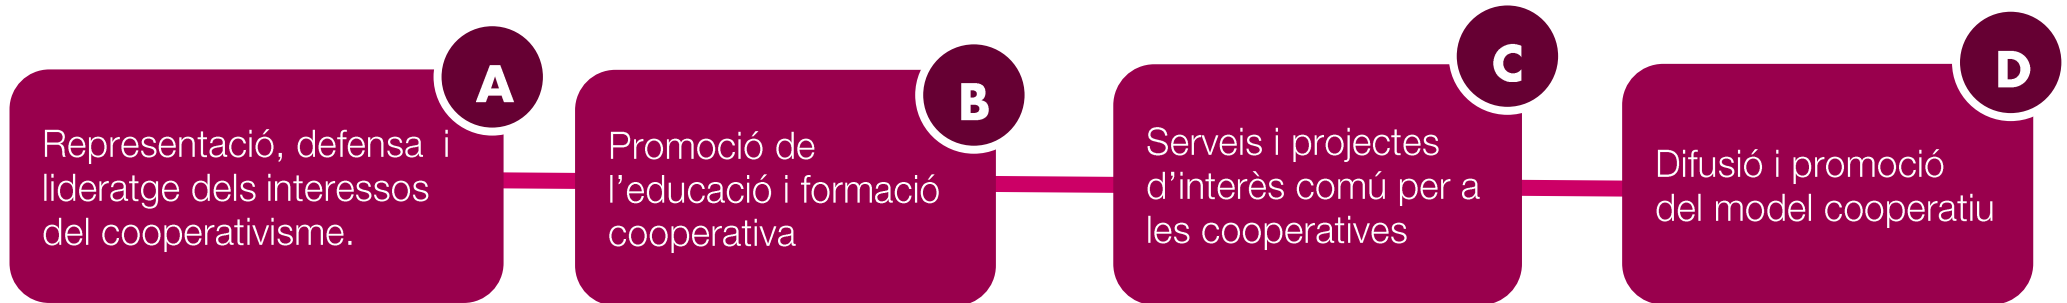 A
Representació, defensa i
lideratge dels interessos
del cooperativisme.
B
Promoció de
l’educació i formació
cooperativa
C
Serveis i projectes
d’interès comú per a
les cooperatives
D
Difusió i promoció
del model cooperatiu